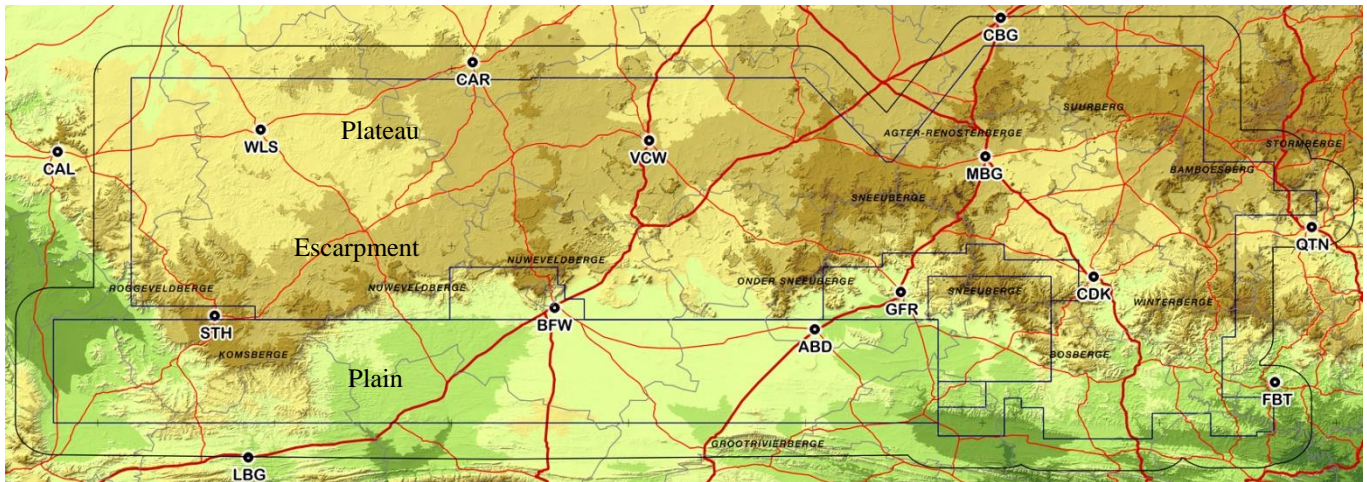 CBG
CAR
SUURBERG
Plateau
WLS
AGTER-RENOSTERBERGE
STORMBERGE
VCW
CAL
MBG
BAMBOESBERG
SNEEUBERGE
Escarpment
QTN
NUWEVELDBERGE
ROGGEVELDBERGE
NUWEVELDBERGE
ONDER SNEEUBERGE
SNEEUBERGE
CDK
WINTERBERGE
GFR
STH
BFW
ABD
KOMSBERGE
BOSBERGE
Plain
FBT
GROOTRIVIERBERGE
LBG